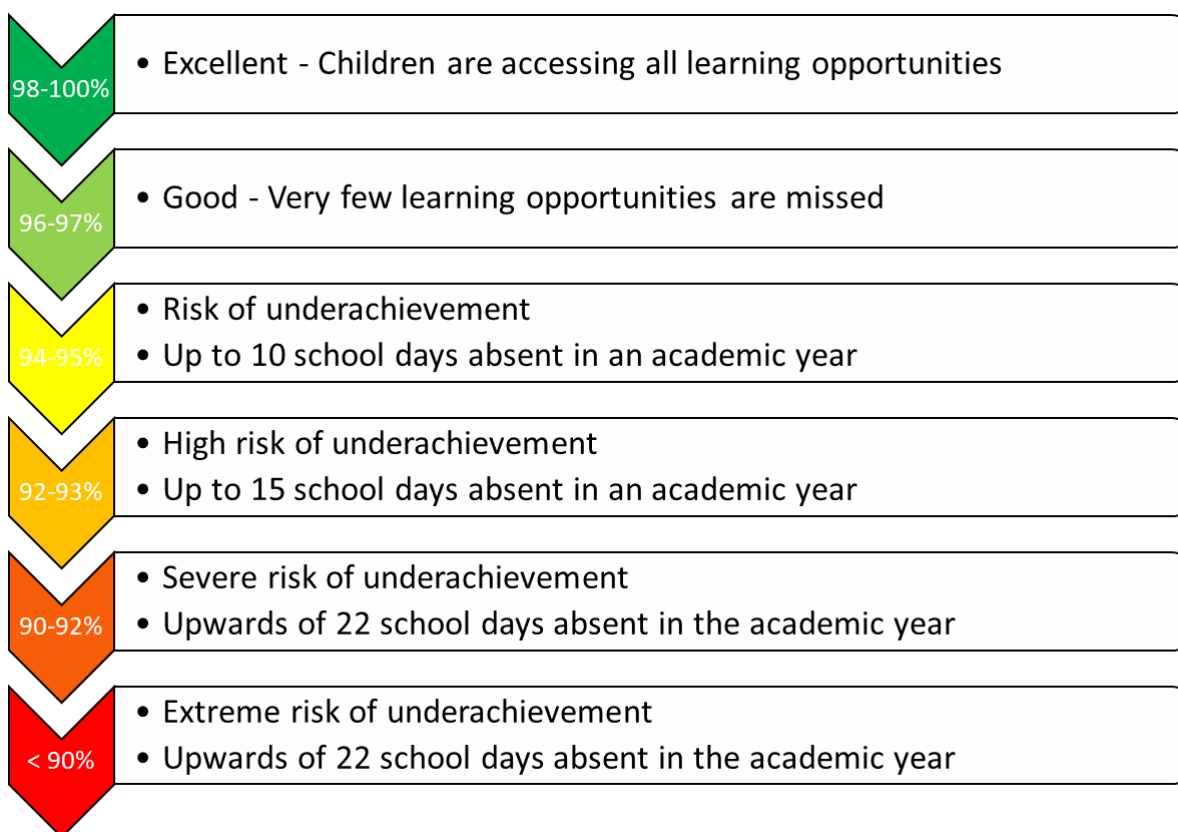 98-100%
• Excellent - Children are accessing all learning opportunities
96-97%
• Good - Very few learning opportunities are missed
94-95%
• Risk of underachievement
• Up to 10 school days absent in an academic year
92-93%
• High risk of underachievement
• Up to 15 school days absent in an academic year
90-92%
• Severe risk of underachievement
• Upwards of 22 school days absent in the academic year
< 90%
• Extreme risk of underachievement
• Upwards of 22 school days absent in the academic year